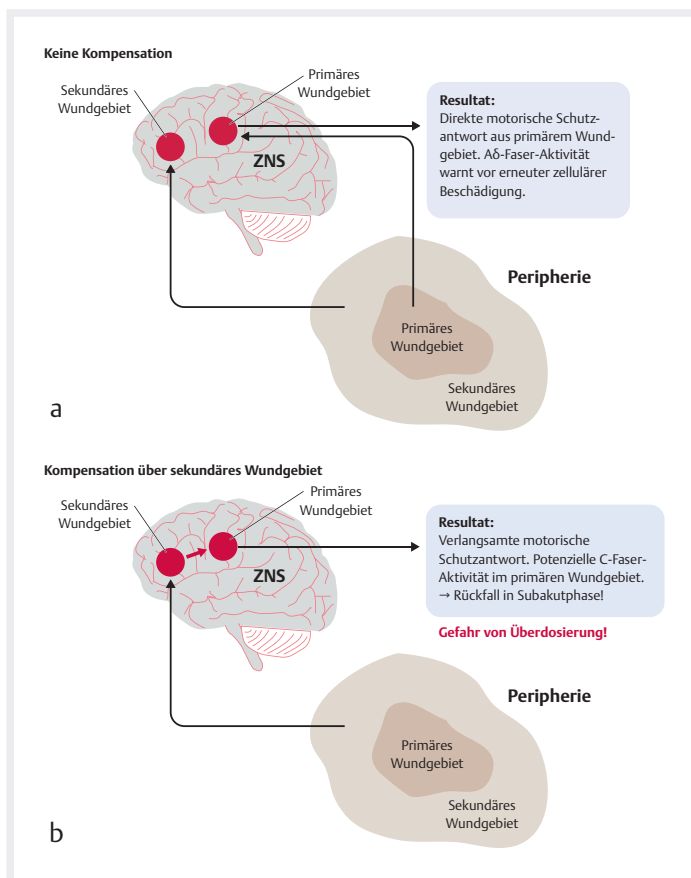 Keine Kompensation
Sekundäres
Wundgebiet
Primäres
Wundgebiet
ZNS
Resultat:
Direkte motorische Schutz-
antwort aus primärem Wund-
gebiet. Aδ-Faser-Aktivität
warnt vor erneuter zellulärer
Beschädigung.
Peripherie
Primäres
Wundgebiet
Sekundäres
Wundgebiet
a
Kompensation über sekundäres Wundgebiet
Sekundäres
Wundgebiet
Primäres
Wundgebiet
ZNS
Resultat:
Verlangsamte motorische
Schutzantwort. Potenzielle C-Faser-
Aktivität im primären Wundgebiet.
→ Rückfall in Subakutphase!
Gefahr von Überdosierung!
Peripherie
Primäres
Wundgebiet
Sekundäres
Wundgebiet
b